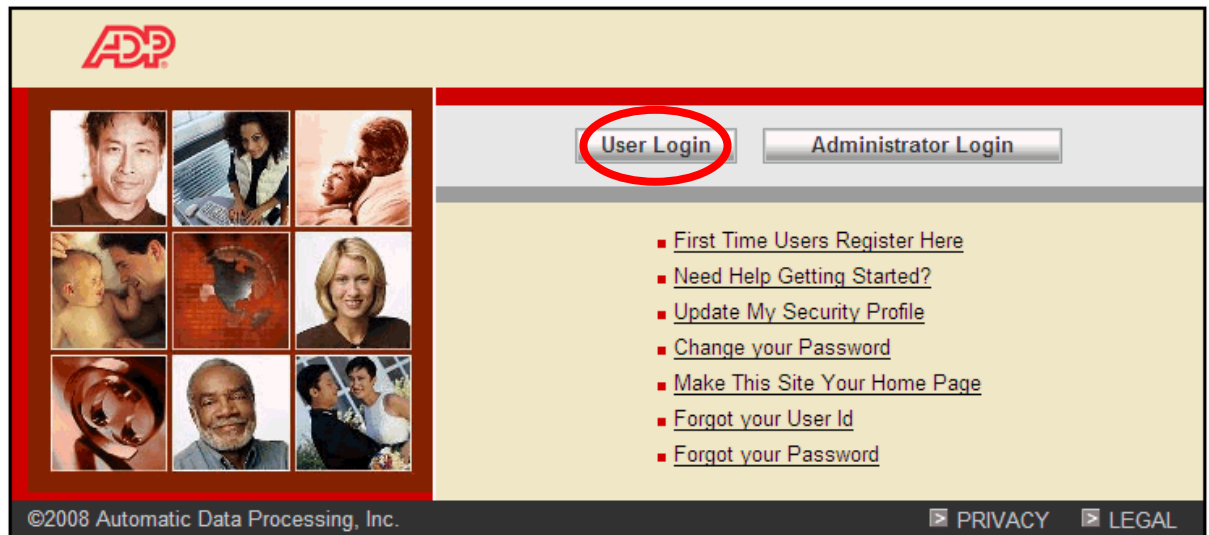 ADP
User Login Administrator Login
First Time Users Register Here
Need Help Getting Started?
Update My Security Profile
Change your Password
Make This Site Your Home Page
Forgot your User Id
Forgot your Password
©2008 Automatic Data Processing, Inc. PRIVACY LEGAL